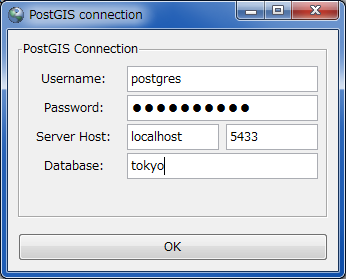 PostGIS connection
PostGIS Connection
Username: postgres
Password: ●●●●●●●●●●
Server Host: localhost 5433
Database: tokyo
OK